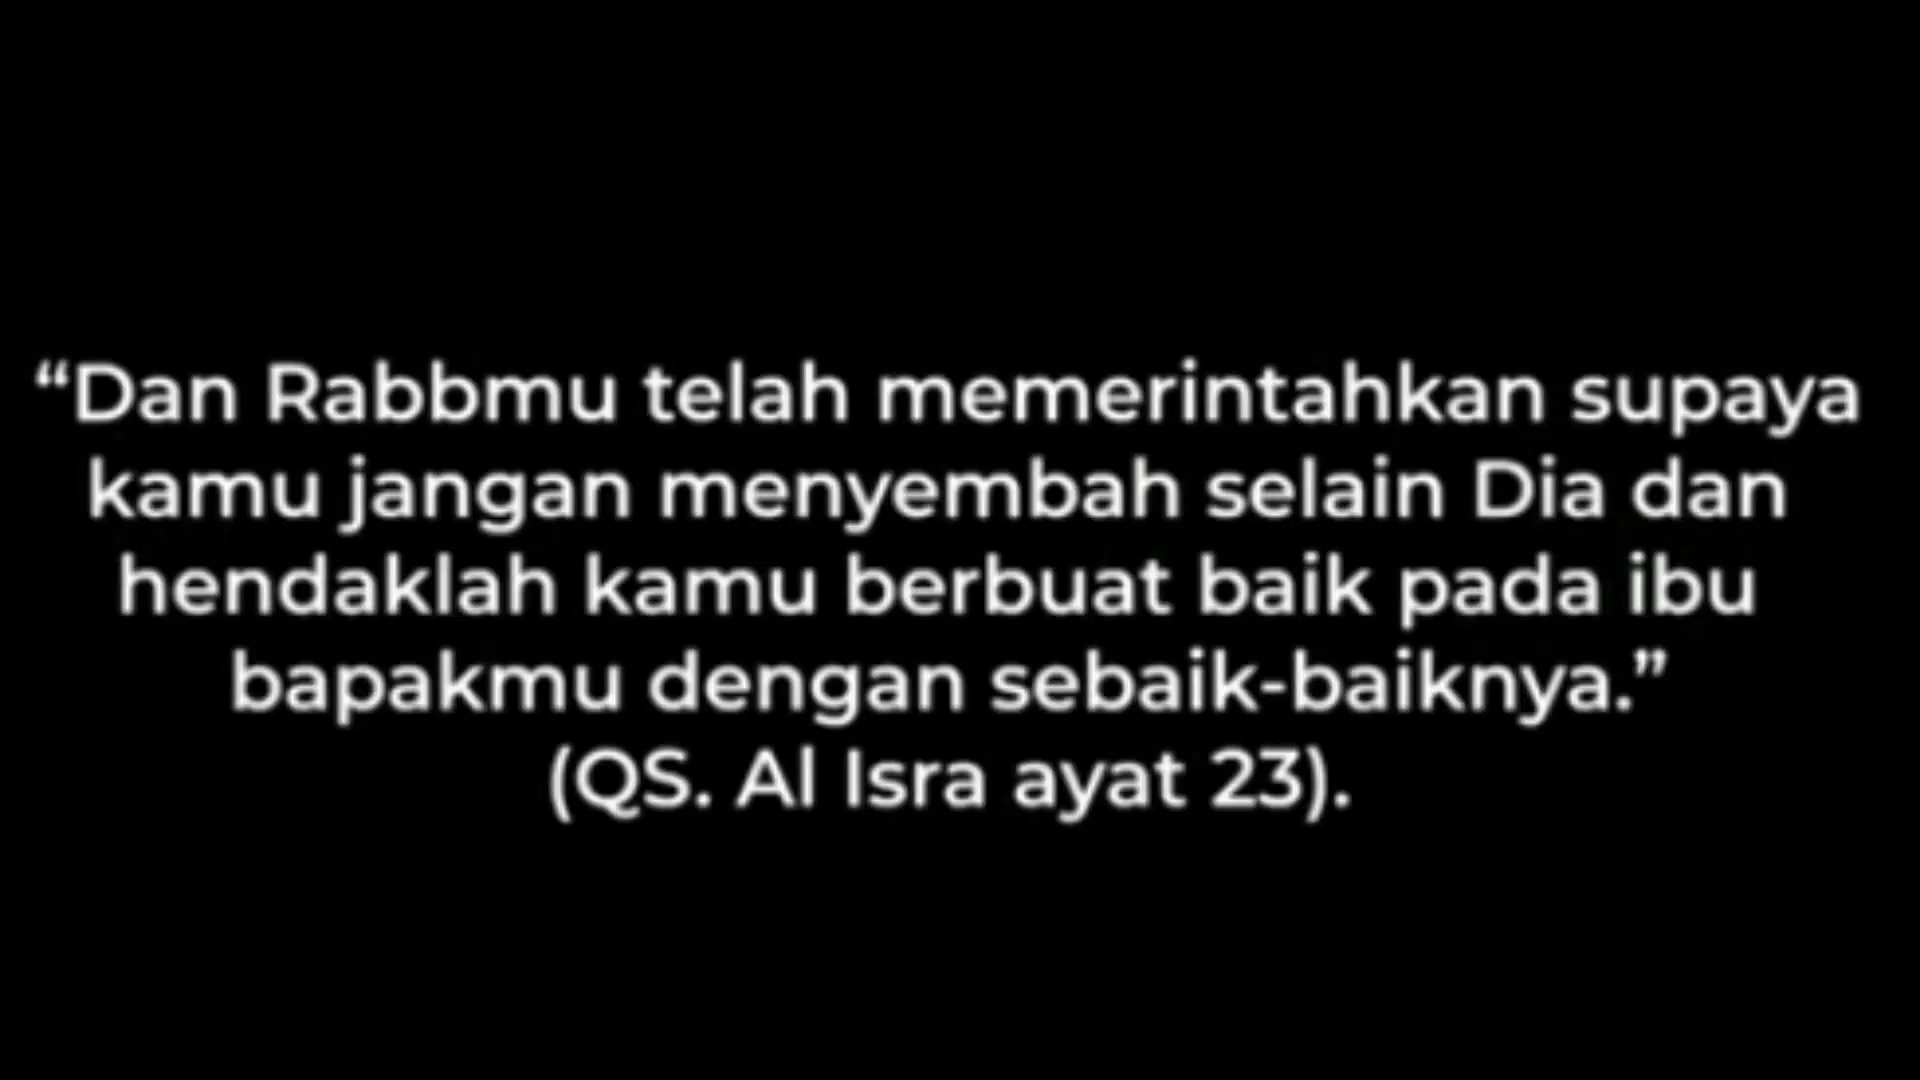 “Dan Rabbmu telah memerintahkan supaya
kamu jangan menyembah selain Dia dan
hendaklah kamu berbuat baik pada ibu
bapakmu dengan sebaik-baiknya.”
(QS. Al Isra ayat 23).